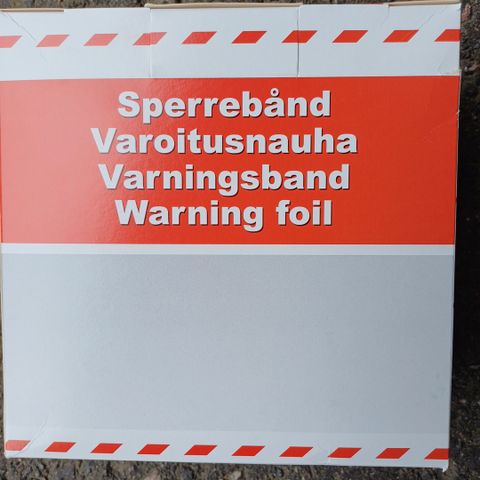 Sperrebånd
Varoitusnauha
Varningsband
Warning foil